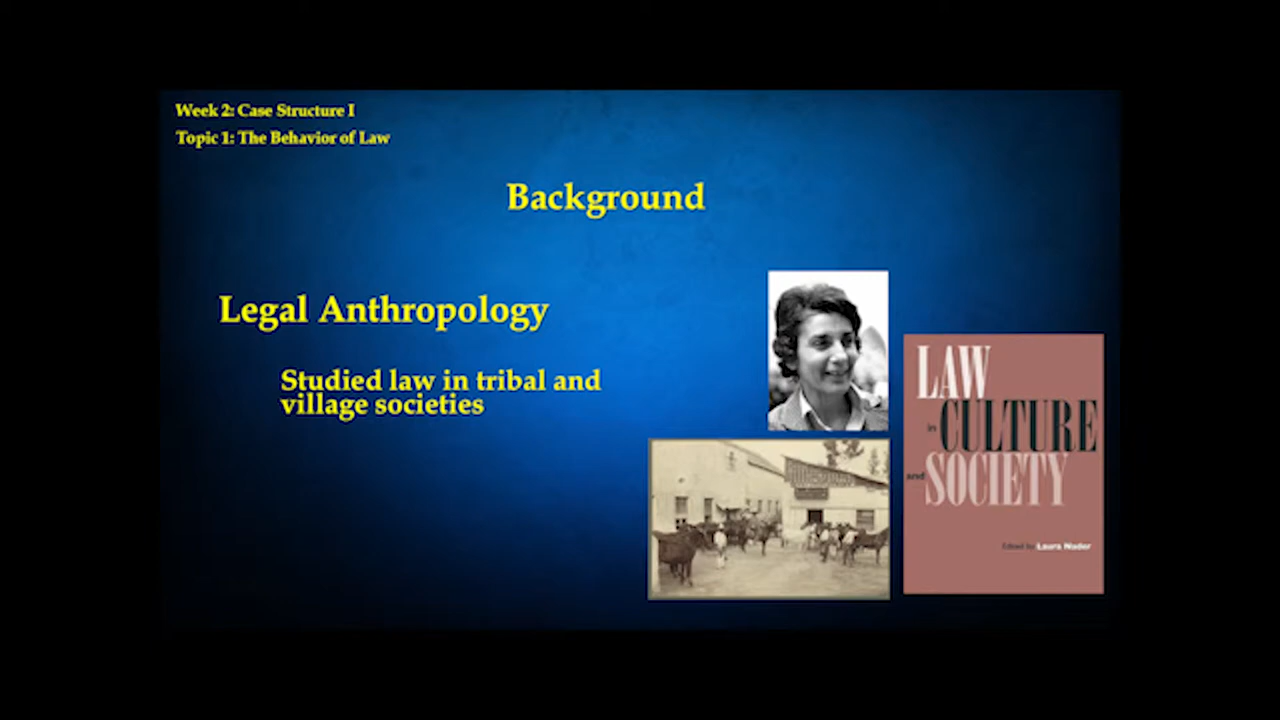 Week 2: Case Structure I
Topic 1: The Behavior of Law
Background
Legal Anthropology
Studied law in tribal and
village societies
LAW
in CULTURE
and SOCIETY
Edited by Laura Nader